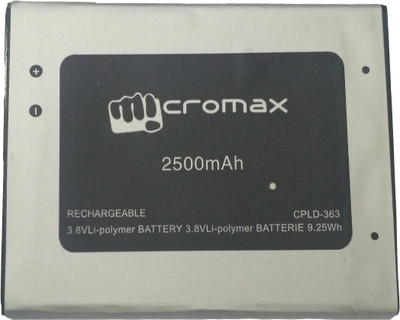 micromax
2500mAh
RECHARGEABLE CPLD-363
3.8VLi-polymer BATTERY 3.8VLi-polymer BATTERIE 9.25Wh
+
-